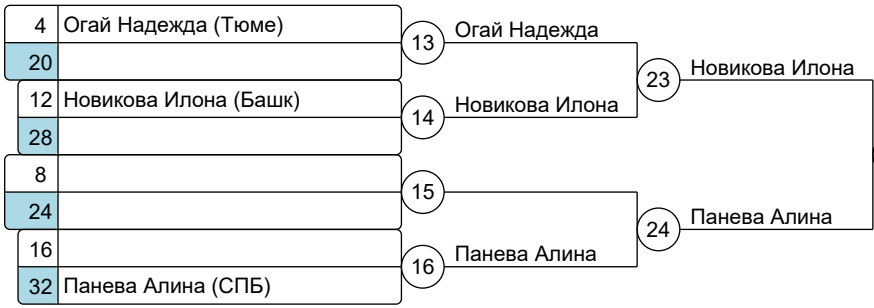 4 Огай Надежда (Тюме)
20
13 Огай Надежда
12 Новикова Илона (Башк)
28
14 Новикова Илона
23 Новикова Илона
8
24
15
16
32 Панева Алина (СПБ)
16 Панева Алина
24 Панева Алина